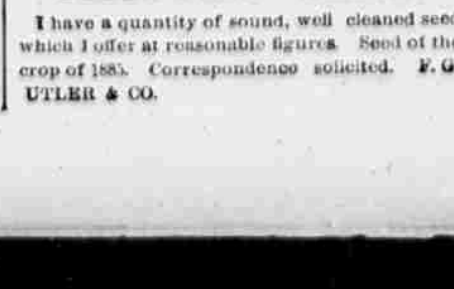 I have a quantity of sound, well cleaned seed
which I offer at reasonable figures. Seed of the
crop of 1885. Correspondence solicited. F. G
UTLER & CO.